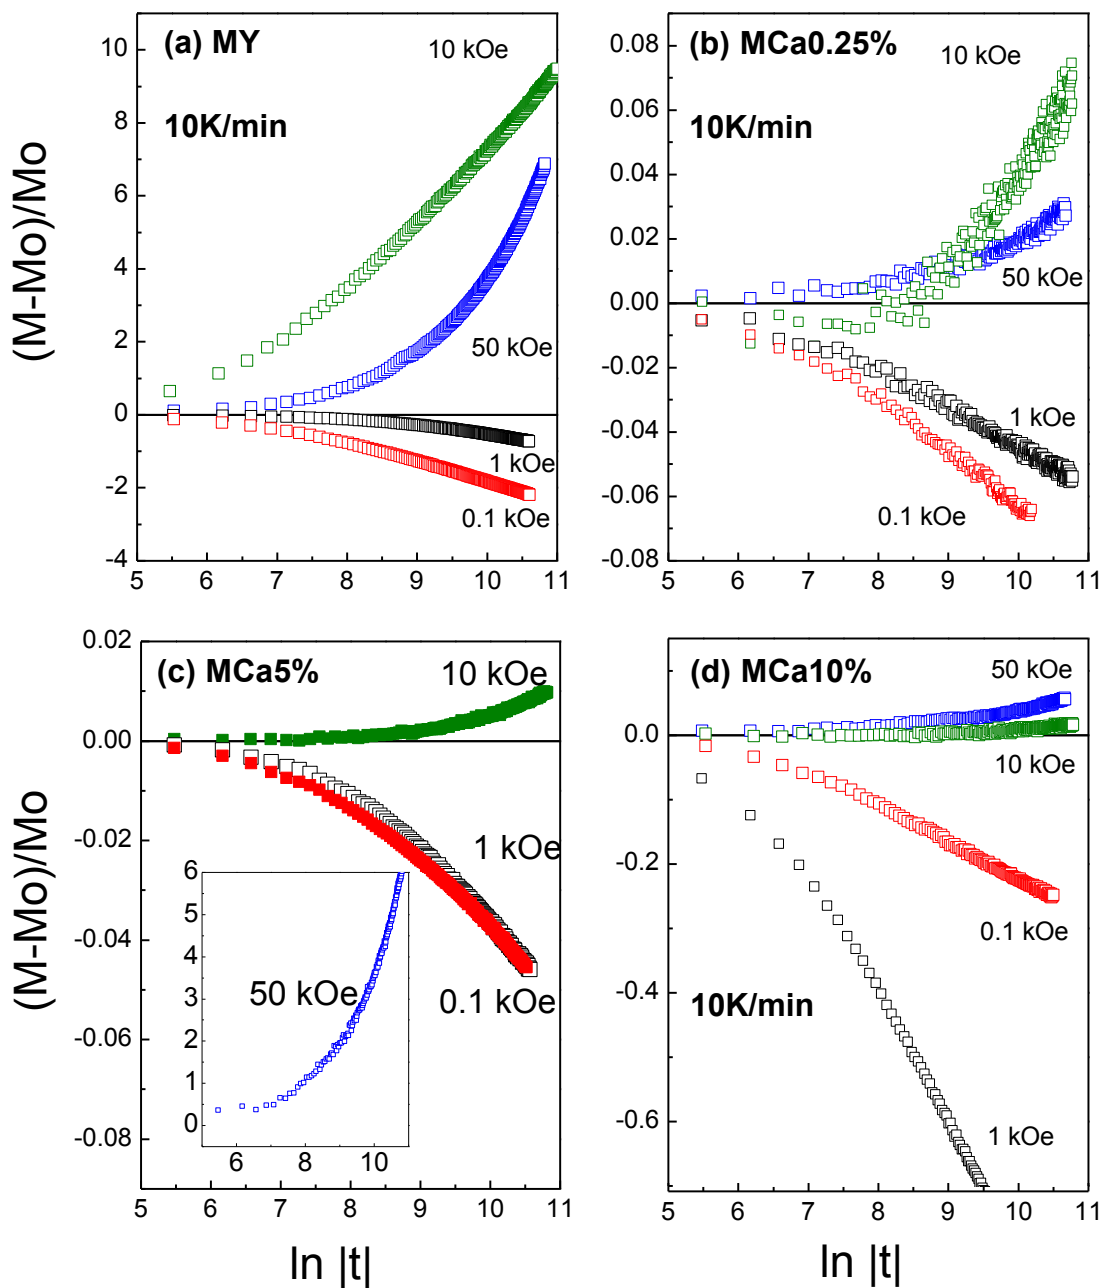 (a) MY
10 kOe
10K/min
50 kOe
1 kOe
0.1 kOe
10
8
6
4
2
0
-2
-4
5 6 7 8 9 10 11
(M-Mo)/Mo
(b) MCa0.25%
10 kOe
10K/min
50 kOe
1 kOe
0.1 kOe
0.08
0.06
0.04
0.02
0.00
-0.02
-0.04
-0.06
-0.08
5 6 7 8 9 10 11
(c) MCa5%
10 kOe
1 kOe
0.1 kOe
50 kOe
6
5
4
3
2
1
0
6 8 10
0.02
0.00
-0.02
-0.04
-0.06
-0.08
5 6 7 8 9 10 11
(M-Mo)/Mo
ln |t|
(d) MCa10%
50 kOe
10 kOe
0.1 kOe
10K/min
1 kOe
0.0
-0.2
-0.4
-0.6
5 6 7 8 9 10 11
ln |t|